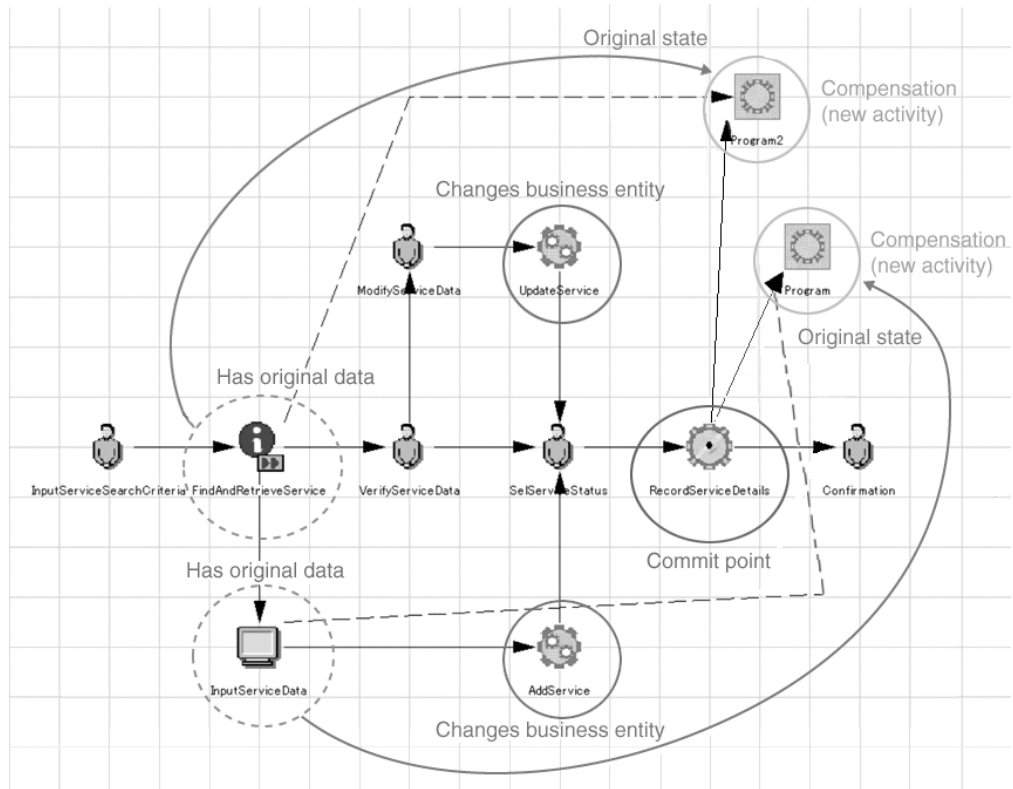 Original state
Compensation
(new activity)
Program2
Changes business entity
Compensation
(new activity)
ModifyServiceData
UpdateService
Program
Original state
Has original data
InputServiceSearchCriteria
FindAndRetrieveService
VerifyServiceData
SelServiceStatus
RecordServiceDetails
Confirmation
Commit point
Has original data
InputServiceData
AddService
Changes business entity